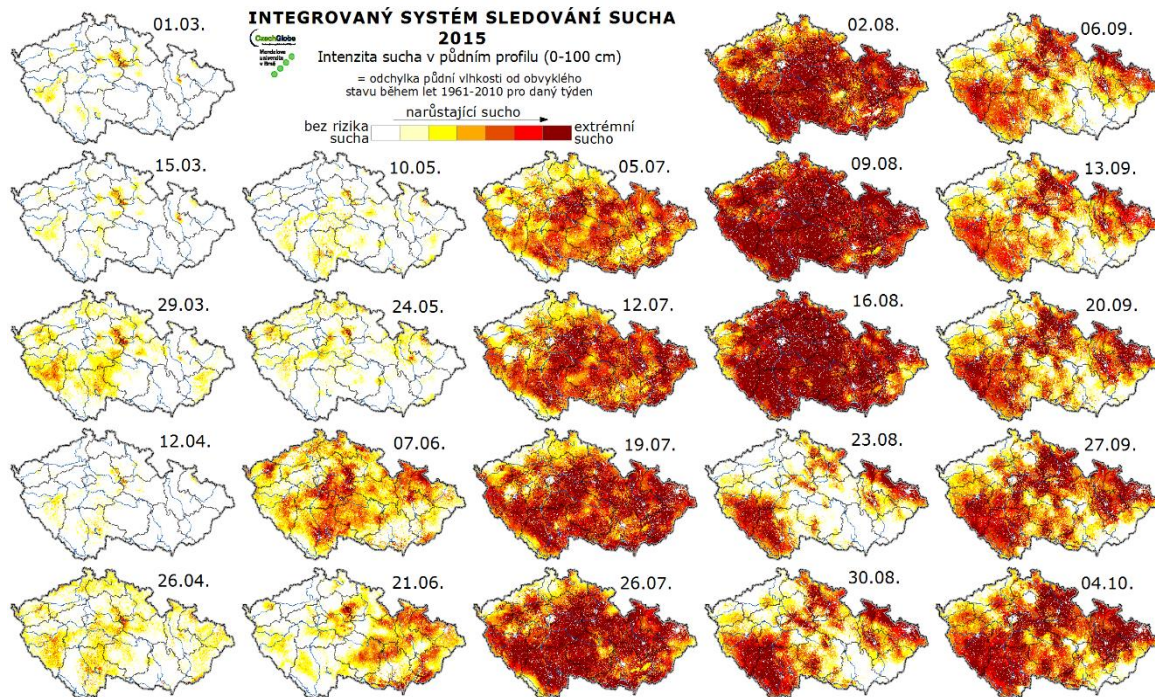 INTEGROVANÝ SYSTÉM SLEDOVÁNÍ SUCHA
2015
CzechGlobe
Mendelova
univerzita
v Brně
Intenzita sucha v půdním profilu (0-100 cm)
= odchylka půdní vlhkosti od obvyklého
stavu během let 1961-2010 pro daný týden
narůstající sucho
bez rizika
sucha
extrémní
sucho
01.03.
15.03.
29.03.
12.04.
26.04.
10.05.
24.05.
07.06.
21.06.
05.07.
12.07.
19.07.
26.07.
02.08.
09.08.
16.08.
23.08.
30.08.
06.09.
13.09.
20.09.
27.09.
04.10.